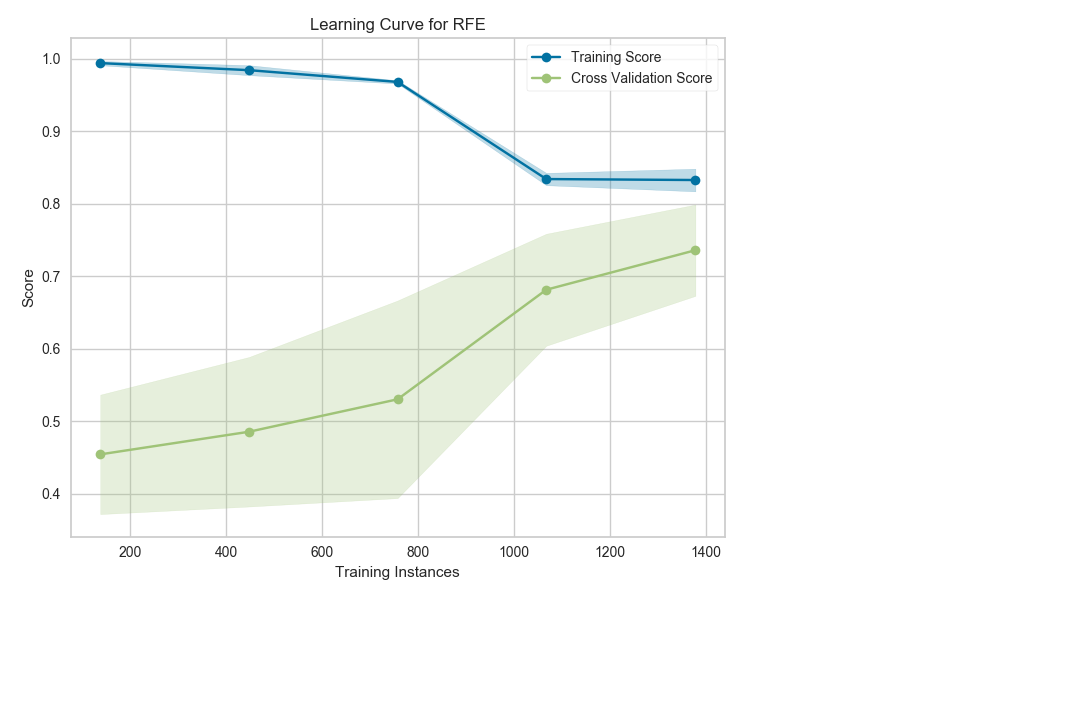 Learning Curve for RFE
Training Score
Cross Validation Score
1.0
0.9
0.8
0.7
0.6
0.5
0.4
Score
200 400 600 800 1000 1200 1400
Training Instances